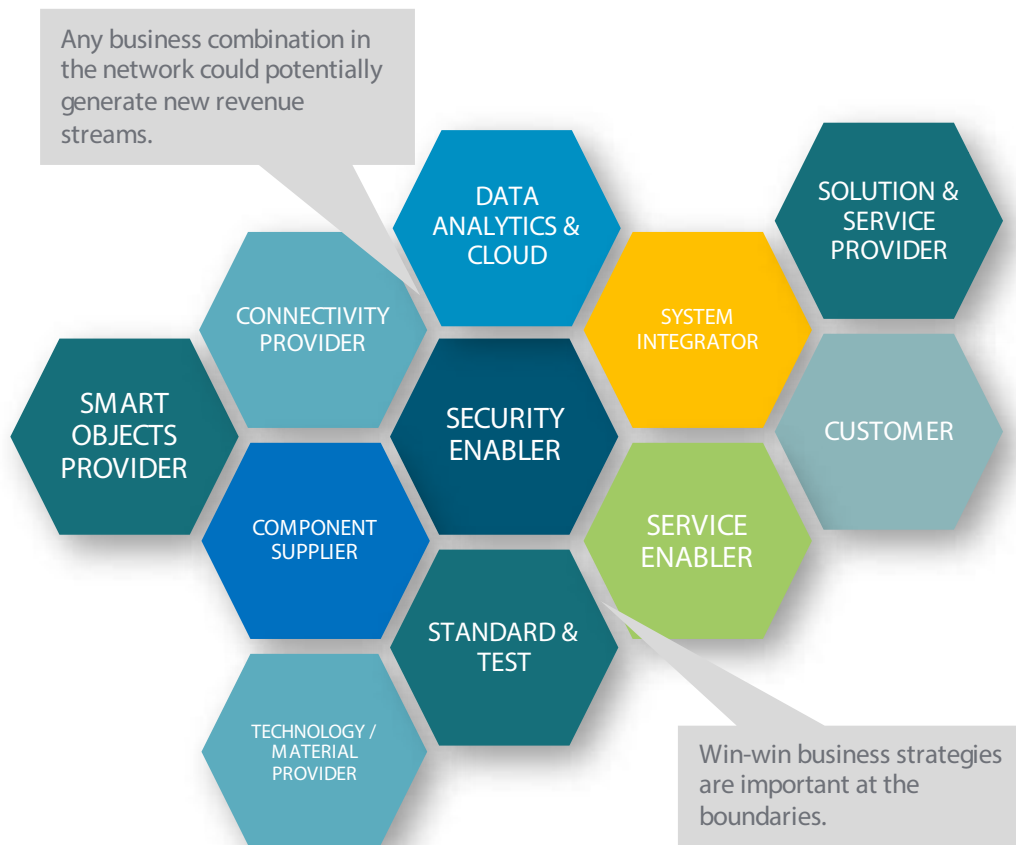 Any business combination in
the network could potentially
generate new revenue
streams.
DATA
ANALYTICS &
CLOUD
SOLUTION &
SERVICE
PROVIDER
CONNECTIVITY
PROVIDER
SYSTEM
INTEGRATOR
SMART
OBJECTS
PROVIDER
SECURITY
ENABLER
CUSTOMER
COMPONENT
SUPPLIER
SERVICE
ENABLER
STANDARD &
TEST
TECHNOLOGY /
MATERIAL
PROVIDER
Win-win business strategies
are important at the
boundaries.